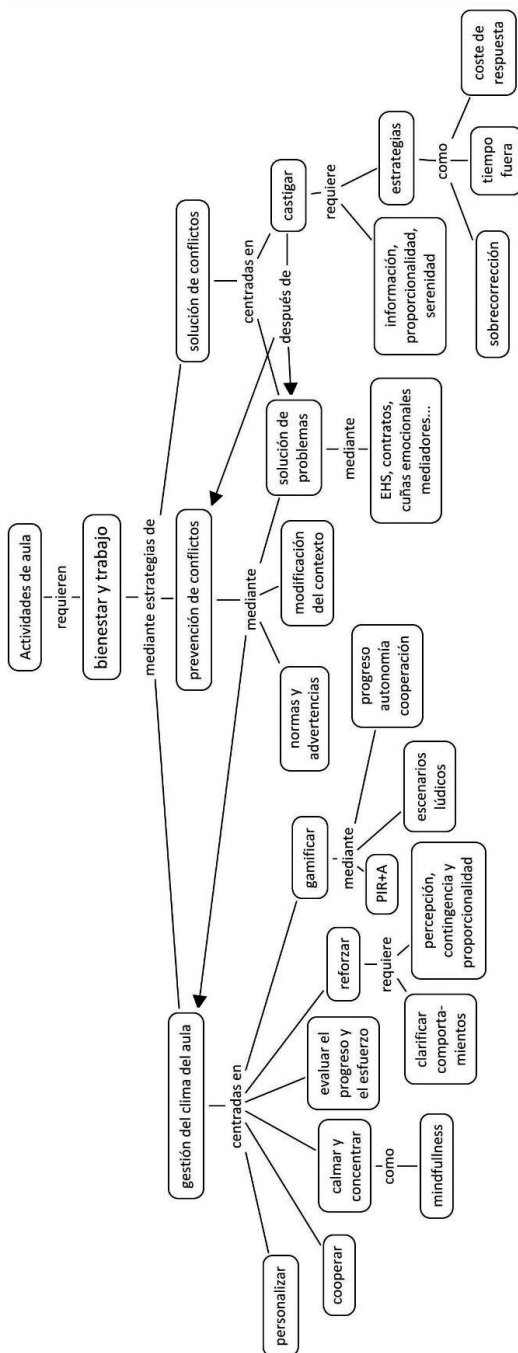 Actividades de aula
requieren
bienestar y trabajo
mediante estrategias de
gestión del clima del aula
prevención de conflictos
solución de conflictos
centradas en
personalizar
cooperar
calmar y
concentrar
como
mindfullness
evaluar el
progreso y
el esfuerzo
reforzar
requiere
clarificar
comporta-
mientos
percepción,
contingencia y
proporcionalidad
gamificar
mediante
PIR+A
escenarios
lúdicos
progreso
autonomía
cooperación
mediante
normas y
advertencias
modificación
del contexto
solución de
problemas
mediante
EHS, contratos,
cuñas emocionales
mediadores...
centradas en
después de
castigar
requiere
información,
proporcionalidad,
serenidad
estrategias
como
sobrecorrección
tiempo
fuera
coste de
respuesta